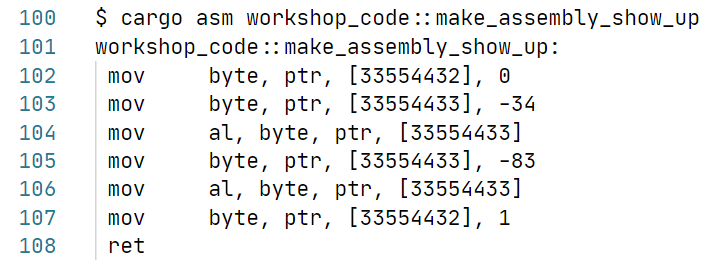 100 $ cargo asm workshop_code::make_assembly_show_up
101 workshop_code::make_assembly_show_up:
102 mov byte, ptr, [33554432], 0
103 mov byte, ptr, [33554433], -34
104 mov al, byte, ptr, [33554433]
105 mov byte, ptr, [33554433], -83
106 mov al, byte, ptr, [33554433]
107 mov byte, ptr, [33554432], 1
108 ret